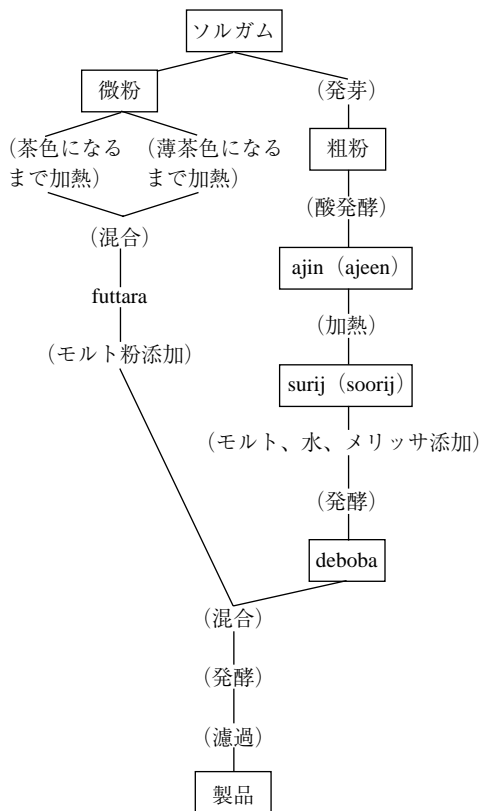 ソルガム
微粉
(発芽)
(茶色になる
まで加熱)
(薄茶色になる
まで加熱)
粗粉
(酸発酵)
(混合)
ajin(ajeen)
futtara
(加熱)
(モルト粉添加)
surij(soorij)
(モルト、水、メリッサ添加)
(発酵)
deboba
(混合)
(発酵)
(濾過)
製品